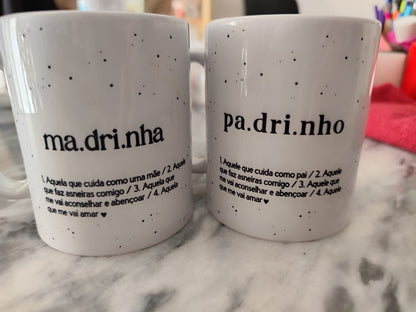 ma.dri.nha
1. Aquela que cuida como uma mãe / 2. Aquela
que faz asneiras comigo / 3. Aquela que
me vai aconselhar e abençoar / 4. Aquela
que me vai amar ♥
pa.dri.nho
1. Aquele que cuida como pai / 2. Aquele
que faz asneiras comigo / 3. Aquele que
me vai aconselhar e abençoar / 4. Aquele
que me vai amar ♥